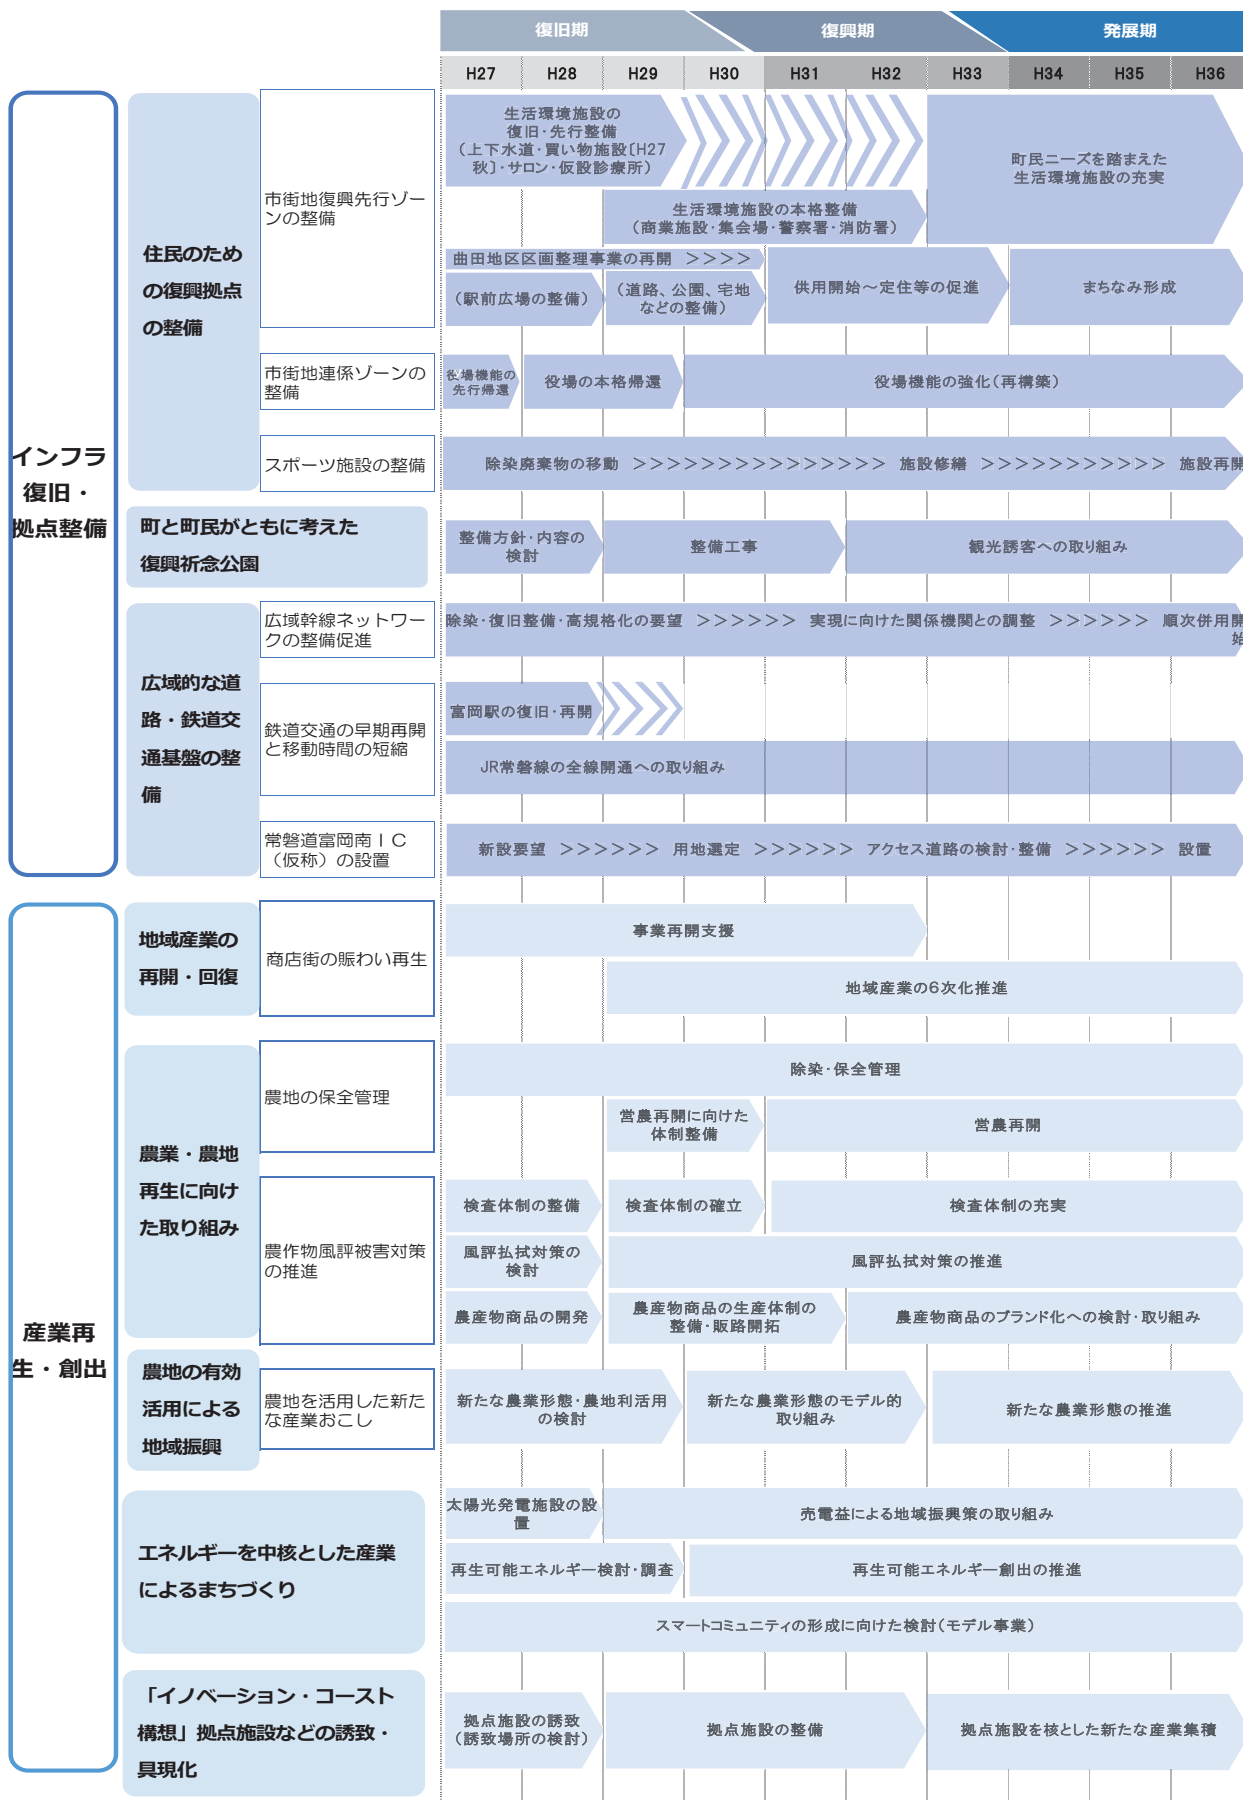 復旧期
復興期
発展期
H27 H28 H29 H30 H31 H32 H33 H34 H35 H36
インフラ
復旧・
拠点整備
住民のため
の復興拠点
の整備
市街地復興先行ゾー
ンの整備
生活環境施設の
復旧・先行整備
（上下水道・買い物施設〔H27
秋〕・サロン・仮設診療所）
町民ニーズを踏まえた
生活環境施設の充実
生活環境施設の本格整備
（商業施設・集会場・警察署・消防署）
曲田地区区画整理事業の再開 ＞＞＞＞
（駅前広場の整備）
（道路、公園、宅地
などの整備）
供用開始～定住等の促進
まちなみ形成
市街地連係ゾーンの
整備
役場機能の
先行帰還
役場の本格帰還
役場機能の強化（再構築）
スポーツ施設の整備
除染廃棄物の移動 ＞＞＞＞＞＞＞＞＞＞＞＞＞＞＞ 施設修繕 ＞＞＞＞＞＞＞＞＞＞＞ 施設再開
町と町民がともに考えた
復興祈念公園
整備方針・内容の
検討
整備工事
観光誘客への取り組み
広域的な道
路・鉄道交
通基盤の整
備
広域幹線ネットワー
クの整備促進
除染・復旧整備・高規格化の要望 ＞＞＞＞＞＞ 実現に向けた関係機関との調整 ＞＞＞＞＞＞ 順次併用開
始
鉄道交通の早期再開
と移動時間の短縮
富岡駅の復旧・再開
JR常磐線の全線開通への取り組み
常磐道富岡南ＩＣ
（仮称）の設置
新設要望 ＞＞＞＞＞＞ 用地選定 ＞＞＞＞＞＞ アクセス道路の検討・整備 ＞＞＞＞＞＞ 設置
産業再
生・創出
地域産業の
再開・回復
商店街の賑わい再生
事業再開支援
地域産業の6次化推進
農業・農地
再生に向け
た取り組み
農地の保全管理
除染・保全管理
営農再開に向けた
体制整備
営農再開
農作物風評被害対策
の推進
検査体制の整備
検査体制の確立
検査体制の充実
風評払拭対策の
検討
風評払拭対策の推進
農産物商品の開発
農産物商品の生産体制の
整備・販路開拓
農産物商品のブランド化への検討・取り組み
農地の有効
活用による
地域振興
農地を活用した新た
な産業おこし
新たな農業形態・農地利活用
の検討
新たな農業形態のモデル的
取り組み
新たな農業形態の推進
エネルギーを中核とした産業
によるまちづくり
太陽光発電施設の設
置
売電益による地域振興策の取り組み
再生可能エネルギー検討・調査
再生可能エネルギー創出の推進
スマートコミュニティの形成に向けた検討（モデル事業）
「イノベーション・コースト
構想」拠点施設などの誘致・
具現化
拠点施設の誘致
（誘致場所の検討）
拠点施設の整備
拠点施設を核とした新たな産業集積